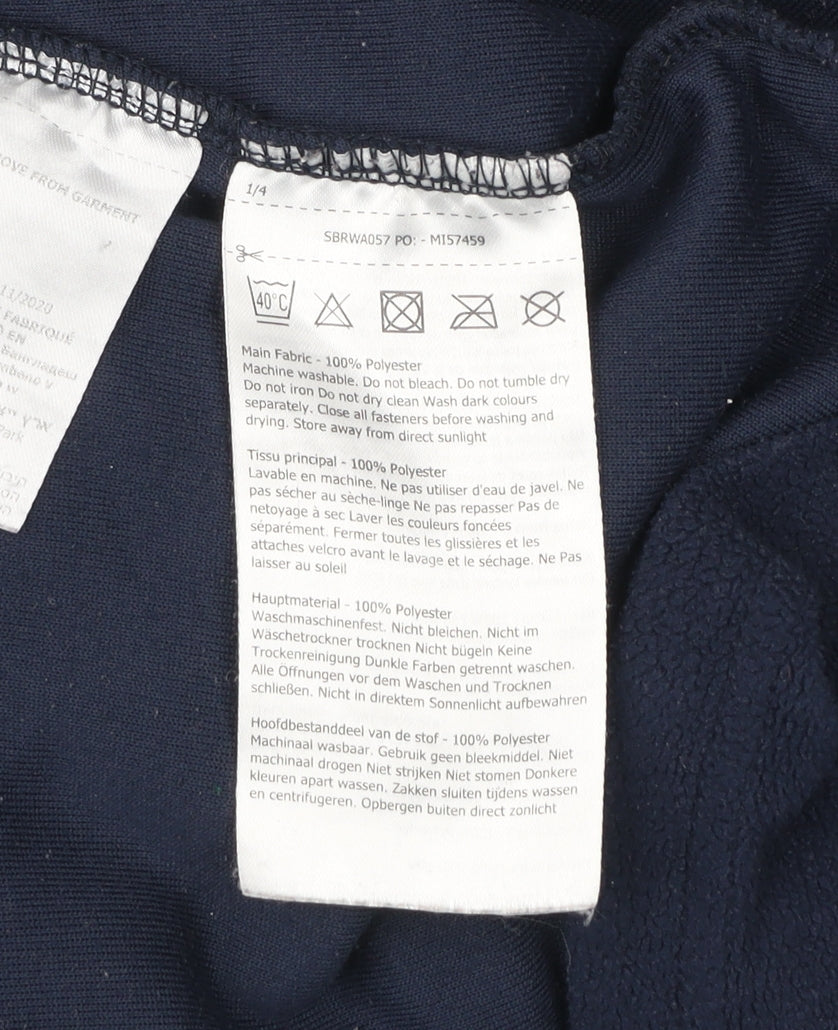 OVE FROM GARMENT
11/2020
FABRIQUÉ
EN
Park
1/4
SBRWA057 PO: - MI57459
40°C
Main Fabric - 100% Polyester
Machine washable. Do not bleach. Do not tumble dry
Do not iron Do not dry clean Wash dark colours
separately. Close all fasteners before washing and
drying. Store away from direct sunlight
Tissu principal - 100% Polyester
Lavable en machine. Ne pas utiliser d'eau de javel. Ne
pas sécher au sèche-linge Ne pas repasser Pas de
netoyage à sec Laver les couleurs foncées
séparément. Fermer toutes les glissières et les
attaches velcro avant le lavage et le séchage. Ne Pas
laisser au soleil
Hauptmaterial - 100% Polyester
Waschmaschinenfest. Nicht bleichen. Nicht im
Wäschetrockner trocknen Nicht bügeln Keine
Trockenreinigung Dunkle Farben getrennt waschen.
Alle Öffnungen vor dem Waschen und Trocknen
schließen. Nicht in direktem Sonnenlicht aufbewahren
Hoofdbestanddeel van de stof - 100% Polyester
Machinaal wasbaar. Gebruik geen bleekmiddel. Niet
machinaal drogen Niet strijken Niet stomen Donkere
kleuren apart wassen. Zakken sluiten tijdens wassen
en centrifugeren. Opbergen buiten direct zonlicht